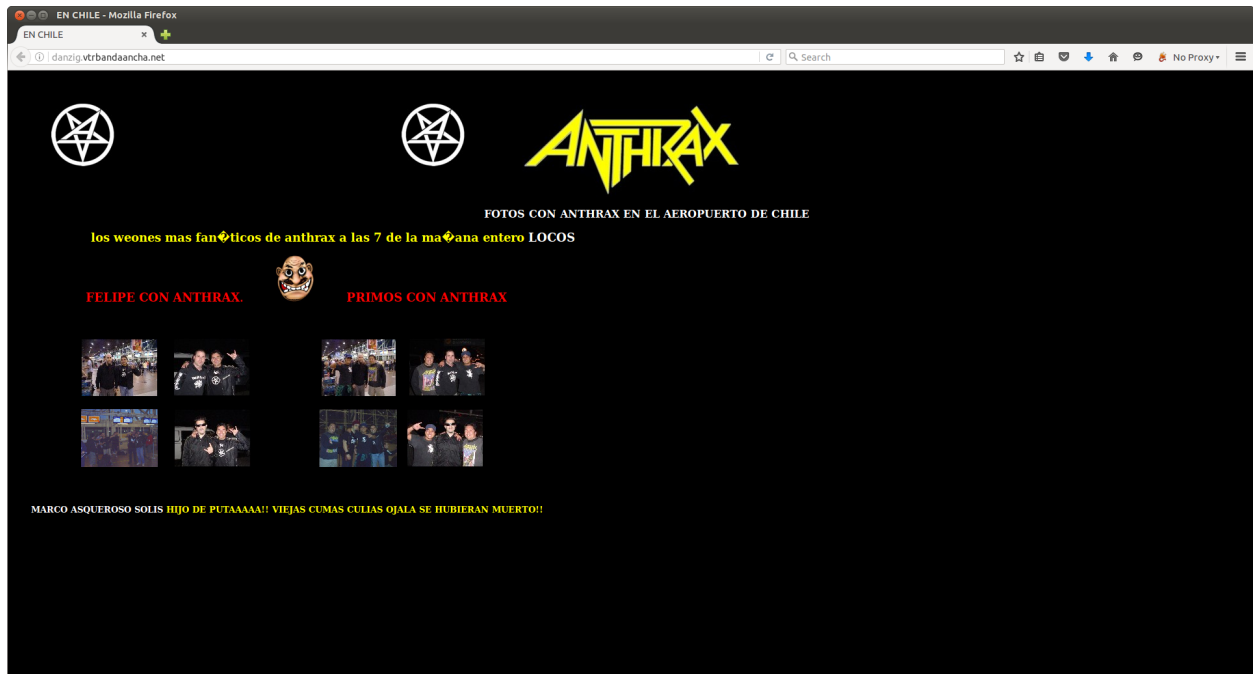 EN CHILE - Mozilla Firefox
EN CHILE
danzig.vtrbandaancha.net
Search
No Proxy
ANTHRAX
FOTOS CON ANTHRAX EN EL AEROPUERTO DE CHILE
los weones mas fan�ticos de anthrax a las 7 de la ma�ana entero LOCOS
FELIPE CON ANTHRAX.
PRIMOS CON ANTHRAX
MARCO ASQUEROSO SOLIS HIJO DE PUTAAAAA!! VIEJAS CUMAS CULIAS OJALA SE HUBIERAN MUERTO!!